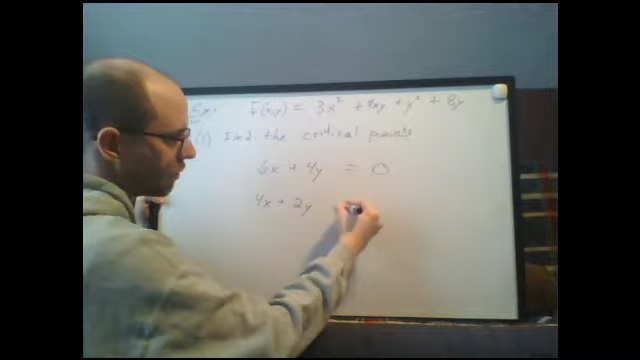 Ex. F(x,y) = 3x² + 4xy + y² + 8y
(1) Find the critical points
6x + 4y = 0
4x + 2y